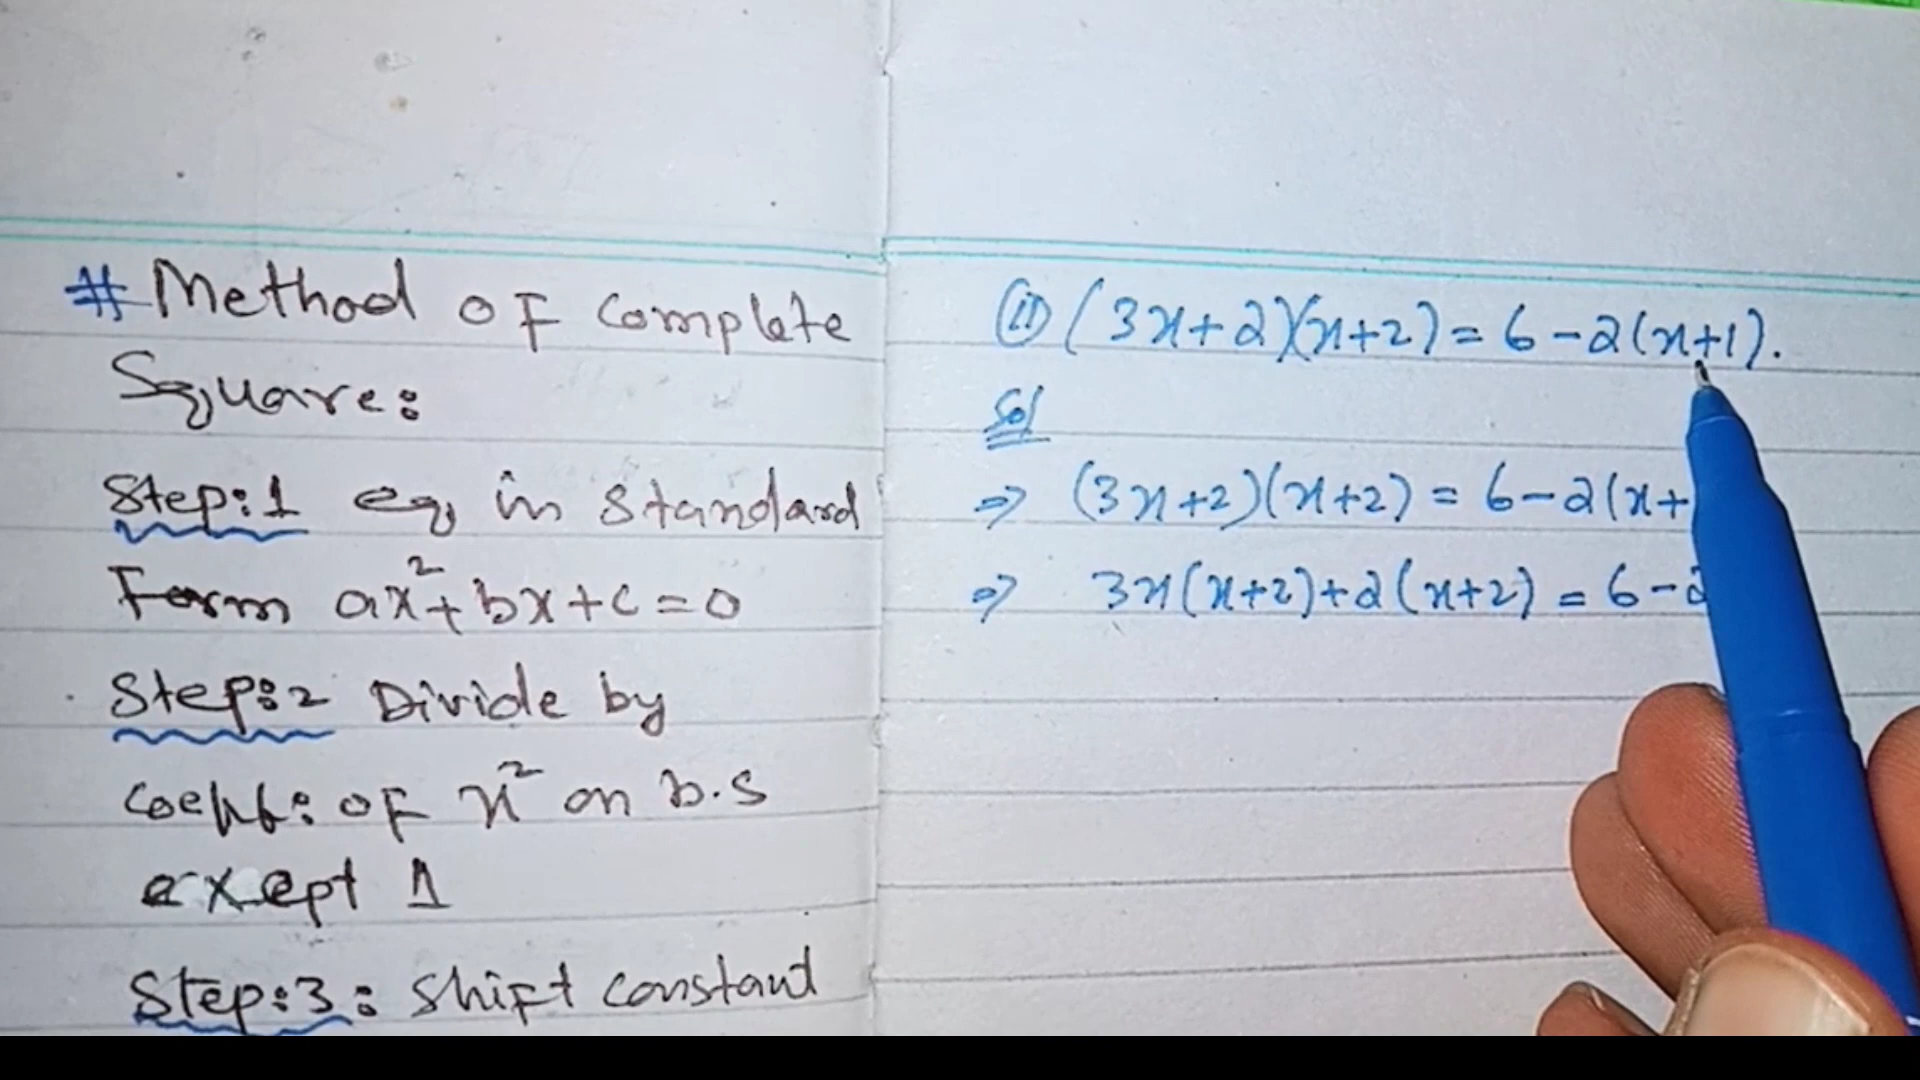 # Method OF Complete
Square:
Step:1 eq in standard
Form ax²+bx+c=0
Step:2 Divide by
coeff: OF x² on b.s
except 1
Step:3: Shift constant
(ii) (3x+2)(x+2)=6-2(x+1).
Sol
⇒ (3x+2)(x+2)=6-2(x+
⇒ 3x(x+2)+2(x+2)=6-2